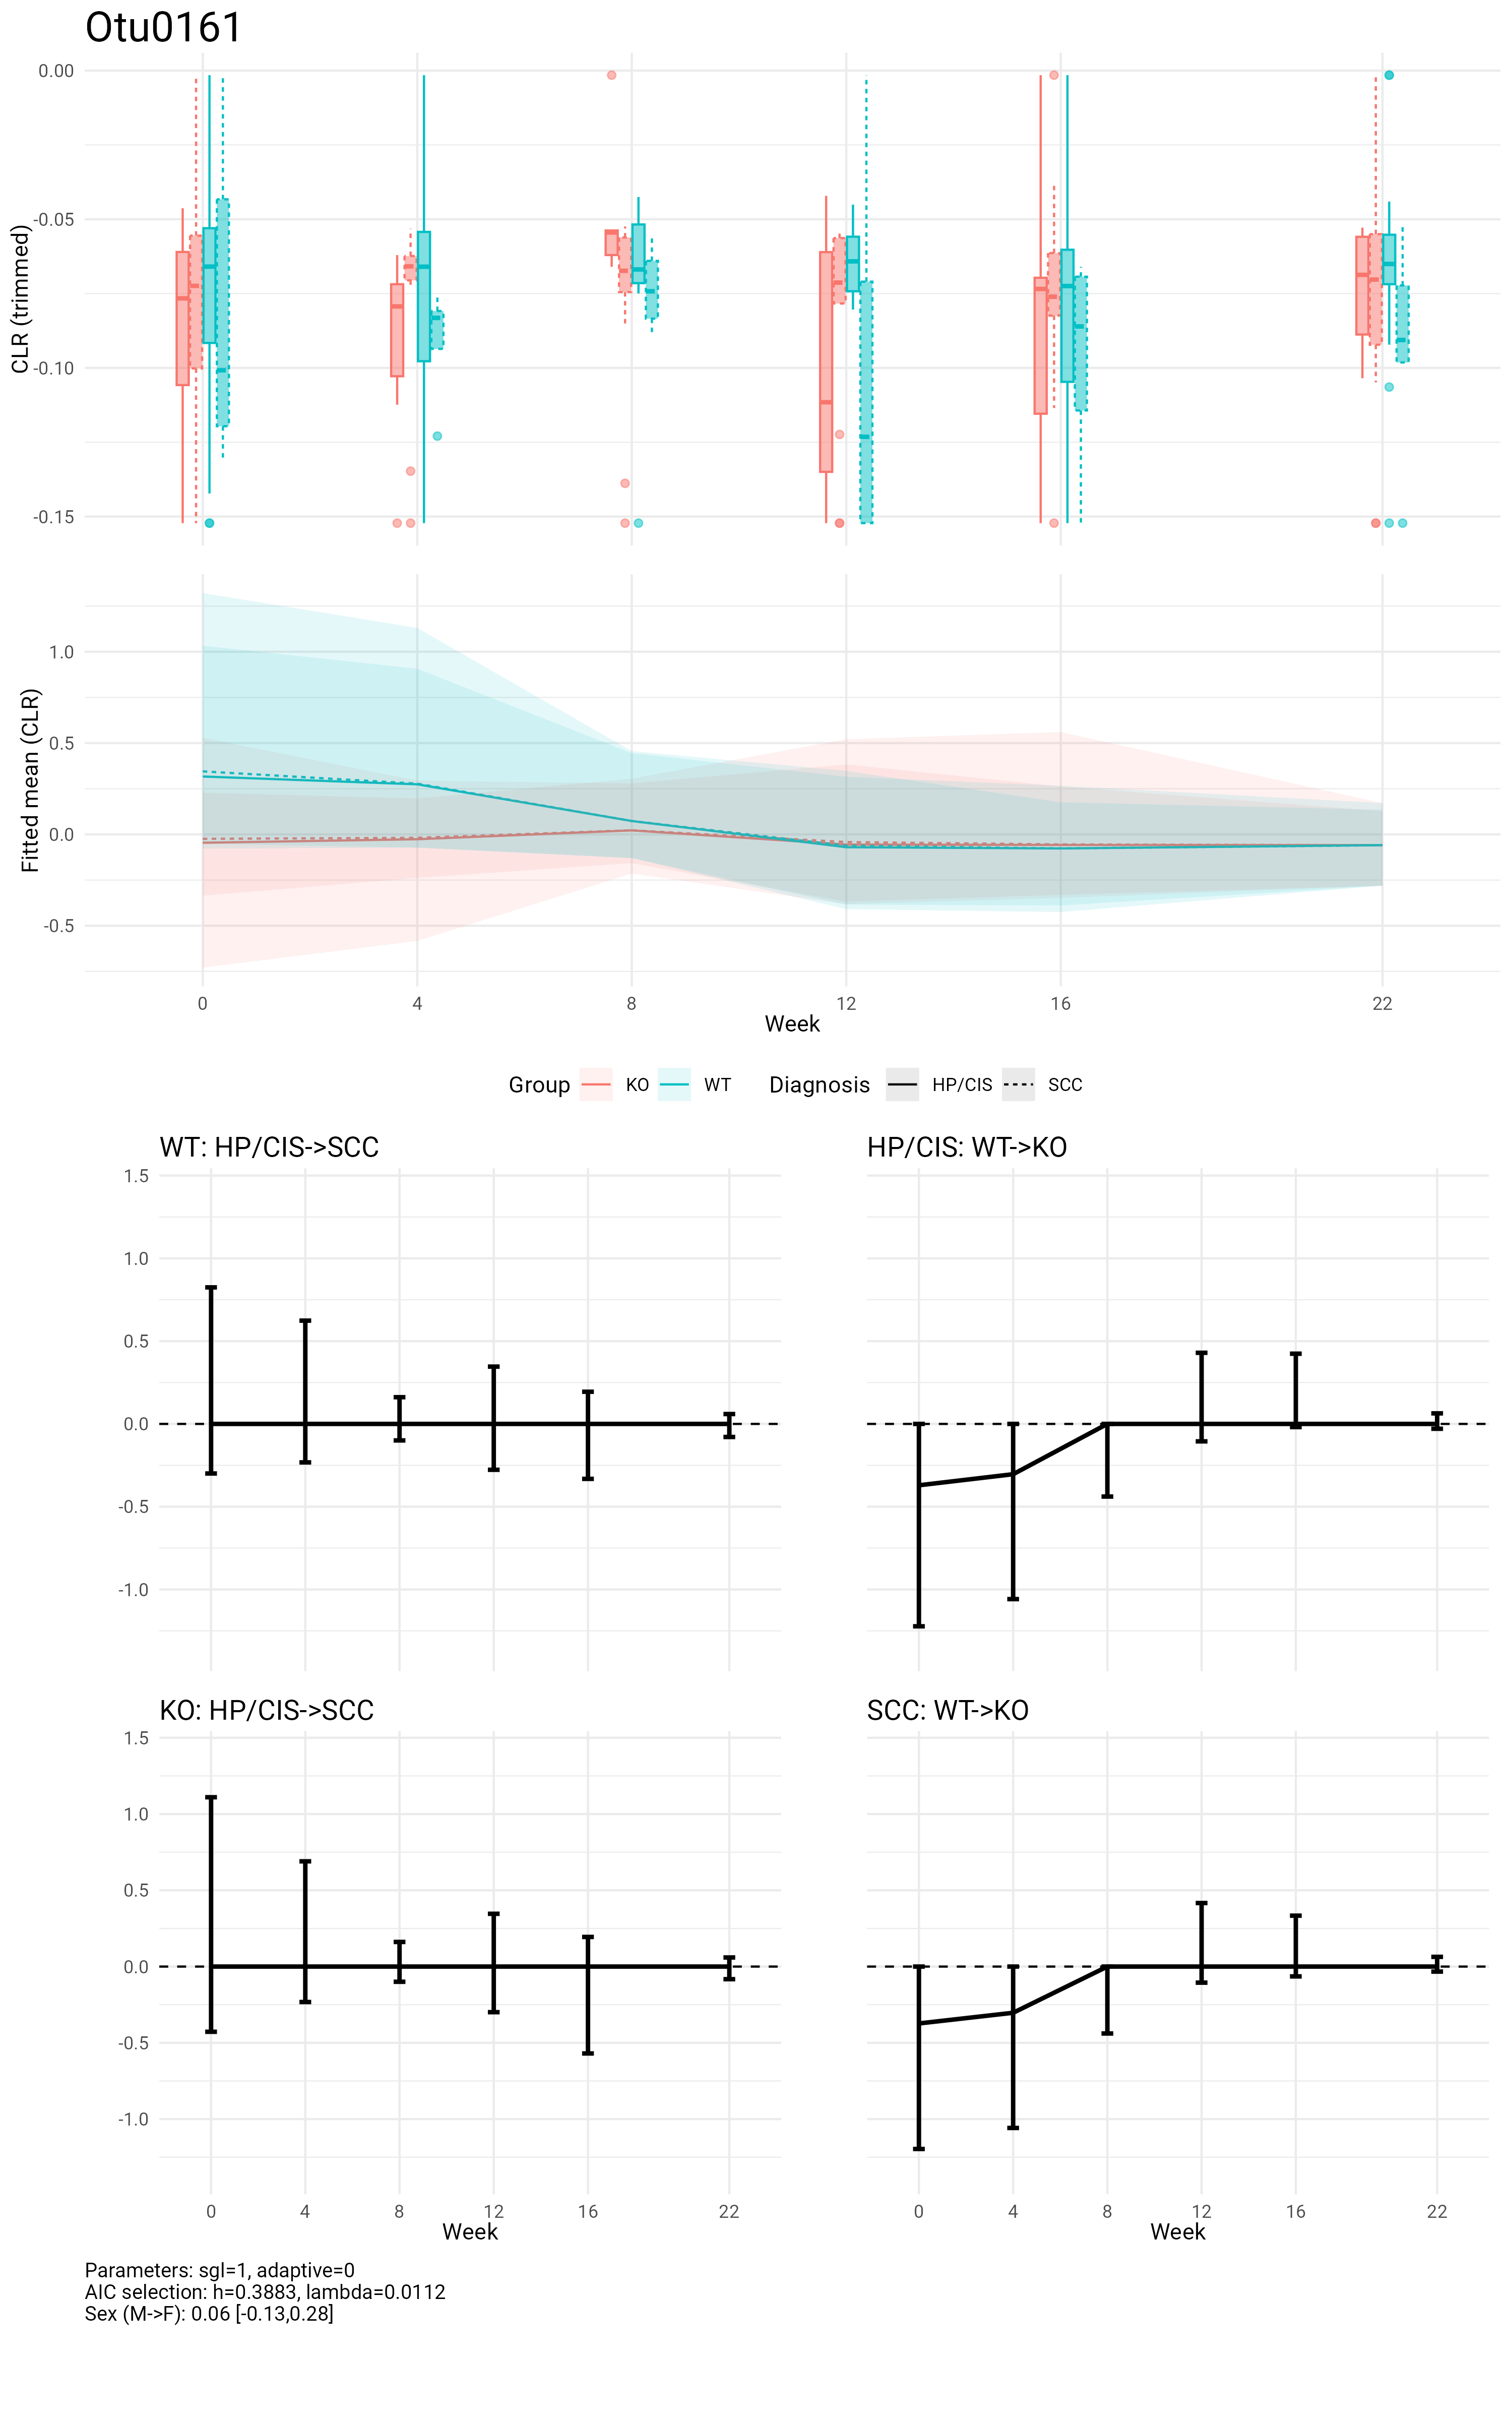 Otu0161
CLR (trimmed)
0.00
-0.05
-0.10
-0.15
Fitted mean (CLR)
1.0
0.5
0.0
-0.5
0 4 8 12 16 22
Week
Group KO WT Diagnosis HP/CIS SCC
WT: HP/CIS->SCC
1.5
1.0
0.5
0.0
-0.5
-1.0
HP/CIS: WT->KO
KO: HP/CIS->SCC
1.5
1.0
0.5
0.0
-0.5
-1.0
0 4 8 12 16 22
Week
SCC: WT->KO
0 4 8 12 16 22
Week
Parameters: sgl=1, adaptive=0
AIC selection: h=0.3883, lambda=0.0112
Sex (M->F): 0.06 [-0.13,0.28]